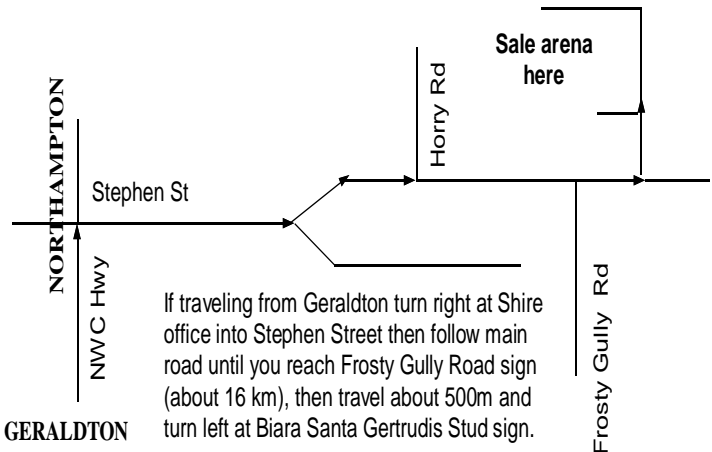 Sale arena
here
Horry Rd
NORTHAMPTON
Stephen St
NWC Hwy
Frosty Gully Rd
If traveling from Geraldton turn right at Shire
office into Stephen Street then follow main
road until you reach Frosty Gully Road sign
(about 16 km), then travel about 500m and
turn left at Biara Santa Gertrudis Stud sign.
GERALDTON